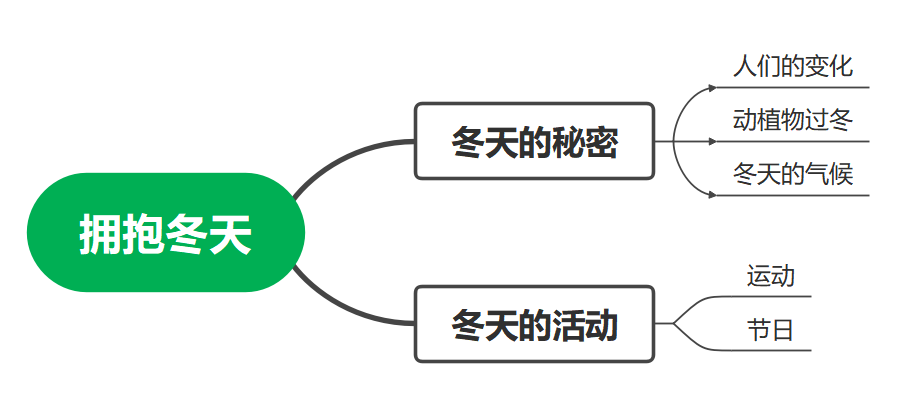 拥抱冬天
冬天的秘密
人们的变化
动植物过冬
冬天的气候
冬天的活动
运动
节日